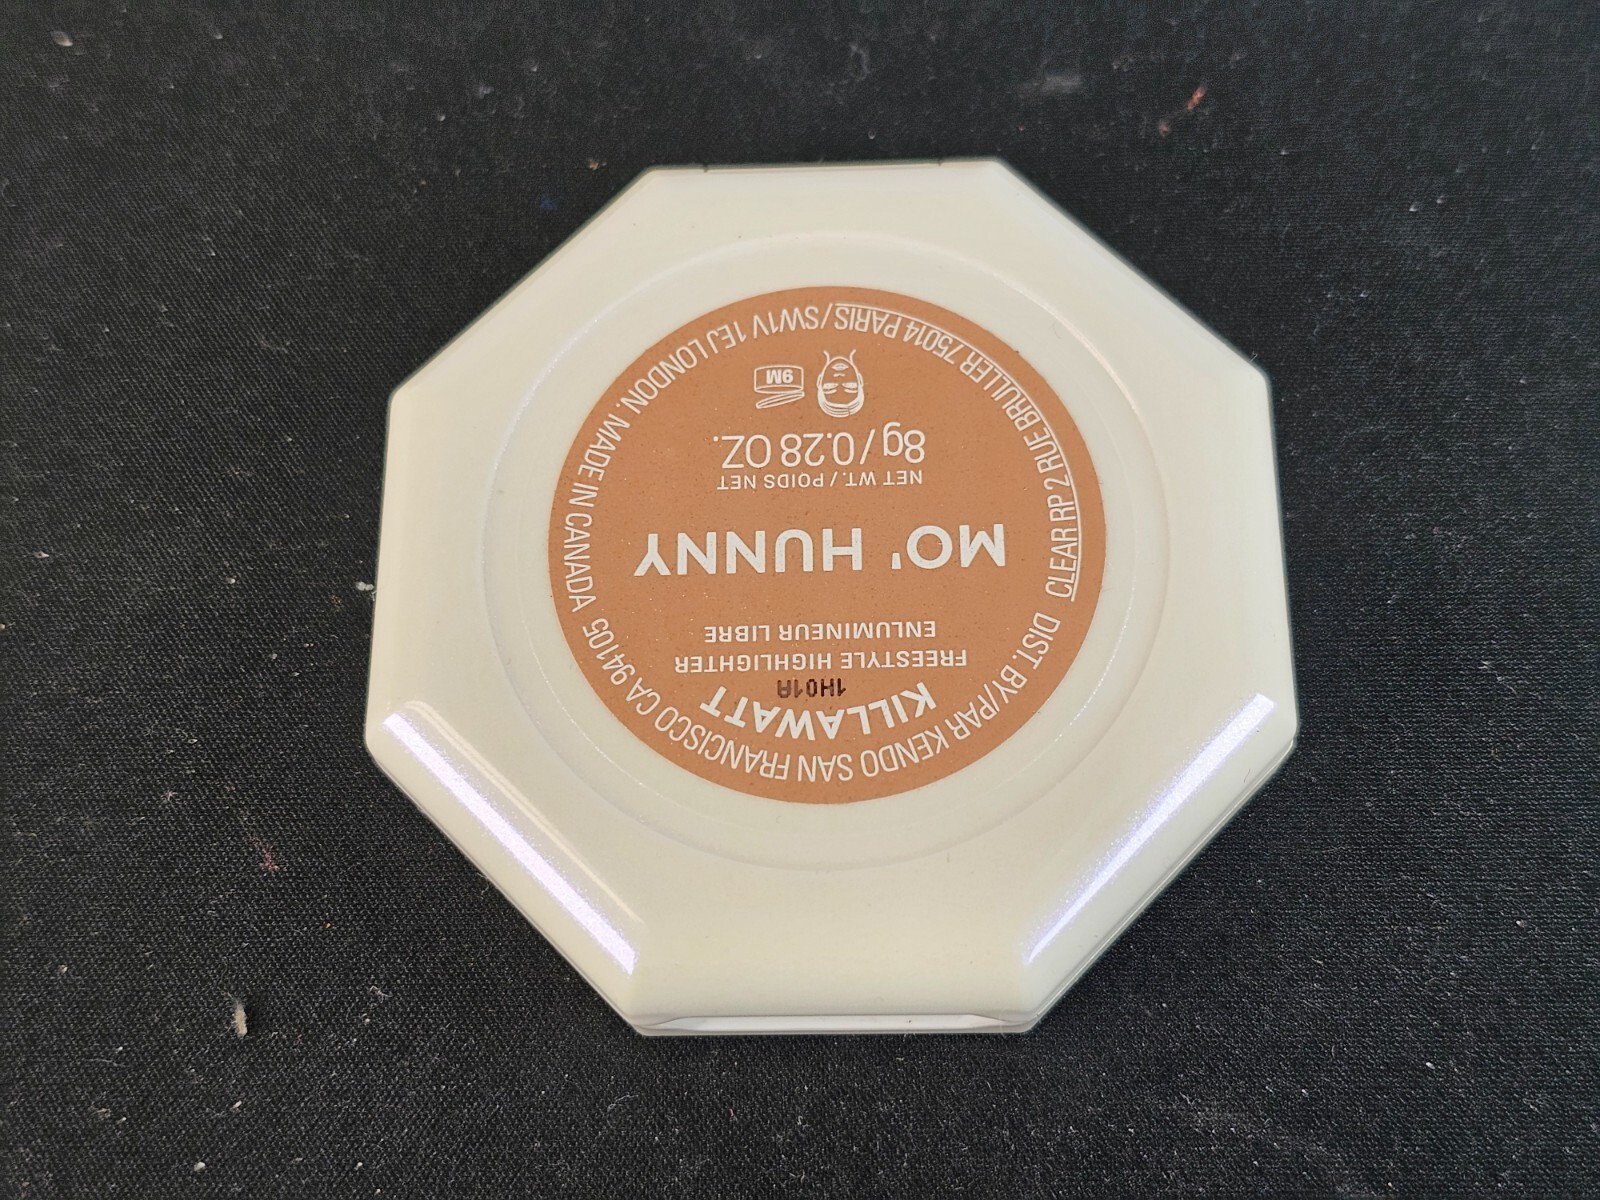 KILLAWATT
1H01A
FREESTYLE HIGHLIGHTER
ENLUMINEUR LIBRE
MO' HUNNY
NET WT. / POIDS NET
8g / 0.28 OZ.
9M
DIST. BY/PAR KENDO SAN FRANCISCO CA 94105
CLEAR RP 2 RUE BRULLER 75014 PARIS / SW1V 1EJ LONDON. MADE IN CANADA